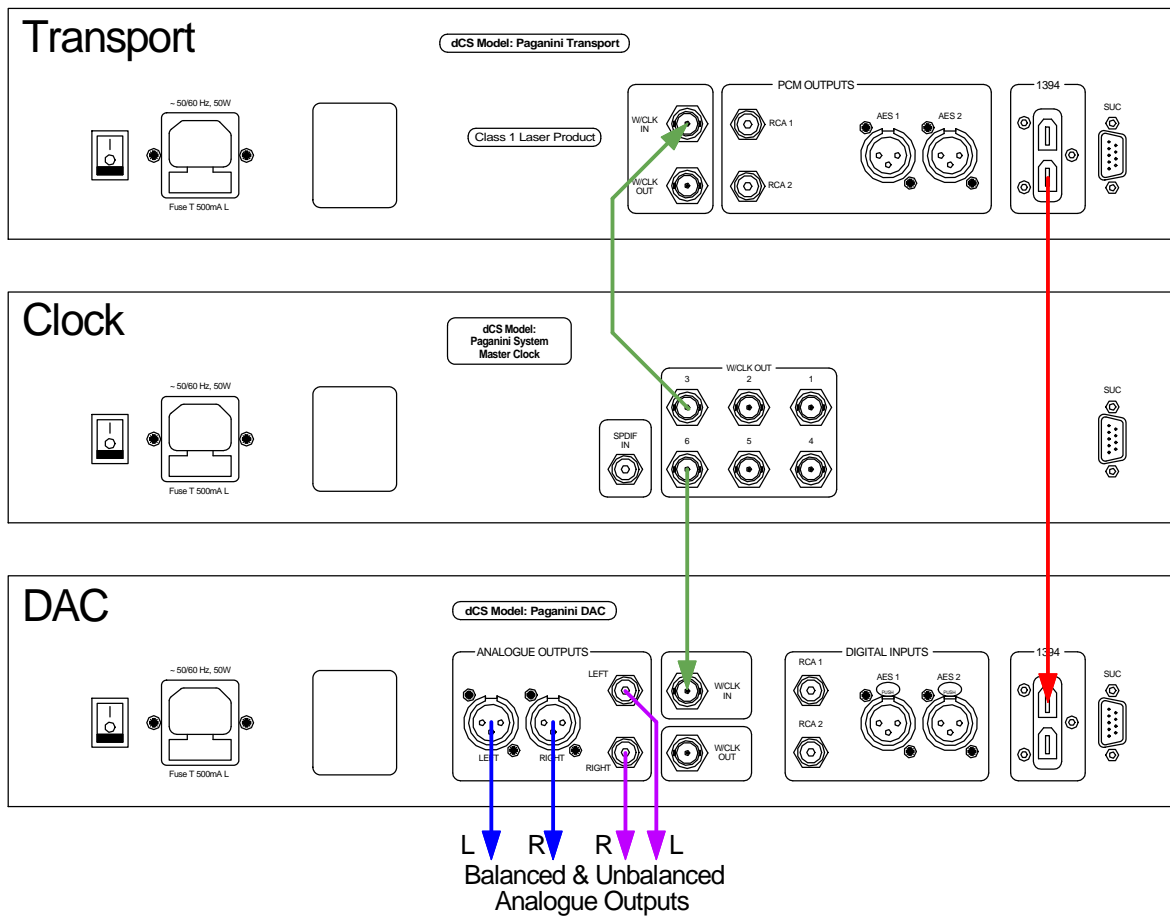 Transport
dCS Model: Paganini Transport
~ 50/60 Hz, 50W
Fuse T 500mA L
Class 1 Laser Product
W/CLK
IN
W/CLK
OUT
PCM OUTPUTS
RCA 1
RCA 2
AES 1
AES 2
1394
SUC
Clock
dCS Model:
Paganini System
Master Clock
~ 50/60 Hz, 50W
Fuse T 500mA L
SPDIF
IN
W/CLK OUT
3
2
1
6
5
4
SUC
DAC
dCS Model: Paganini DAC
~ 50/60 Hz, 50W
Fuse T 500mA L
ANALOGUE OUTPUTS
LEFT
LEFT
RIGHT
RIGHT
W/CLK
IN
W/CLK
OUT
DIGITAL INPUTS
RCA 1
RCA 2
AES 1
PUSH
AES 2
PUSH
1394
SUC
L
R
R
L
Balanced & Unbalanced
Analogue Outputs